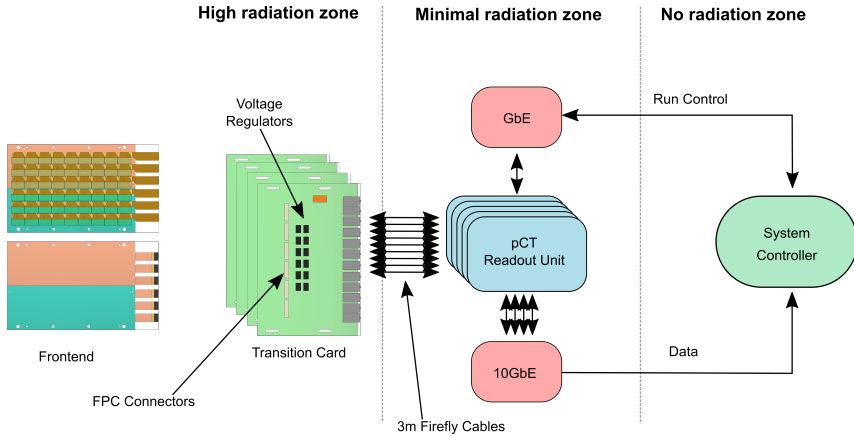 High radiation zone
Minimal radiation zone
No radiation zone
Voltage
Regulators
GbE
Run Control
pCT
Readout Unit
System
Controller
Frontend
Transition Card
10GbE
Data
FPC Connectors
3m Firefly Cables